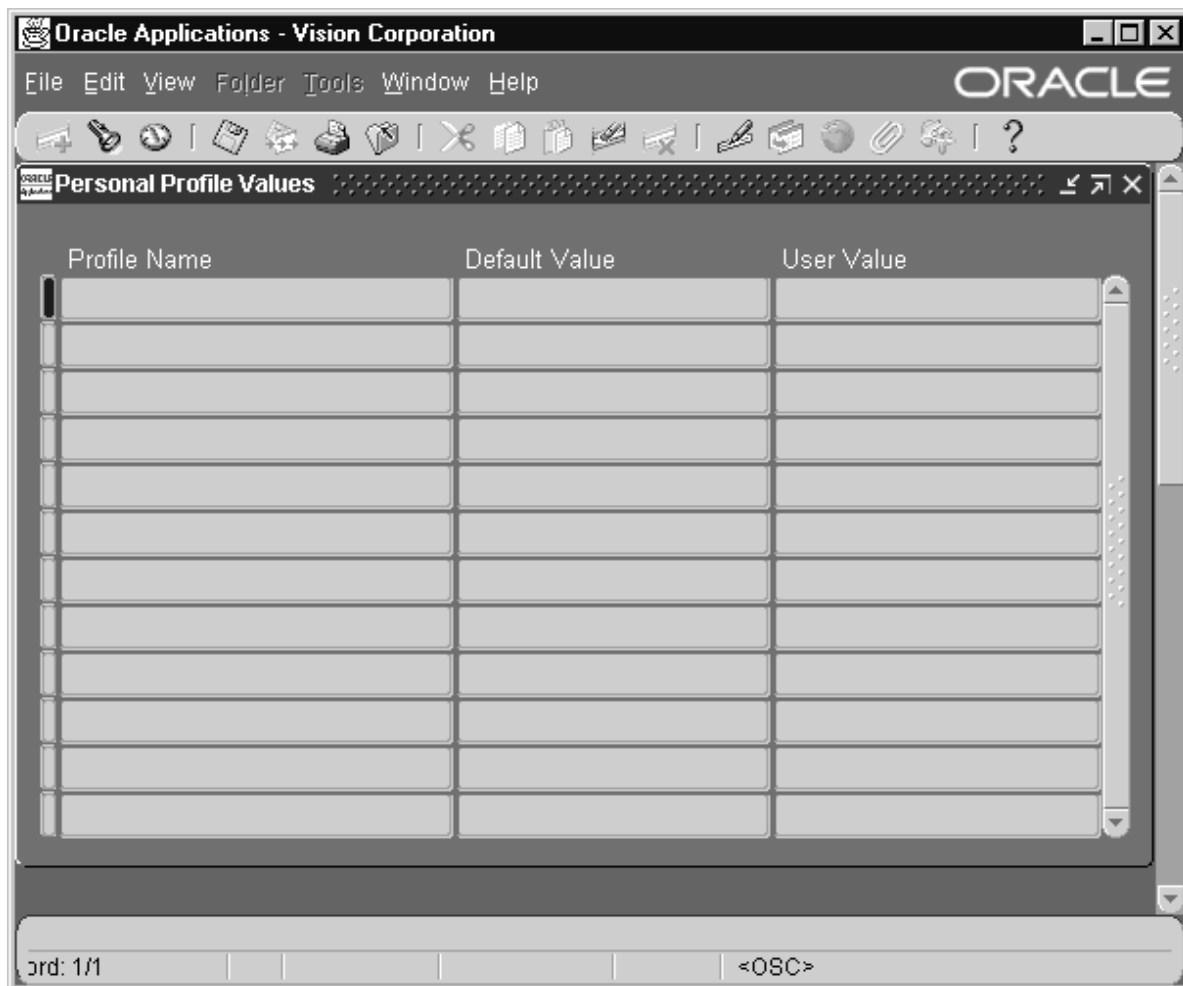 Oracle Applications - Vision Corporation
File Edit View Folder Tools Window Help
ORACLE
?
Personal Profile Values
Profile Name Default Value User Value
ord: 1/1 <OSC>